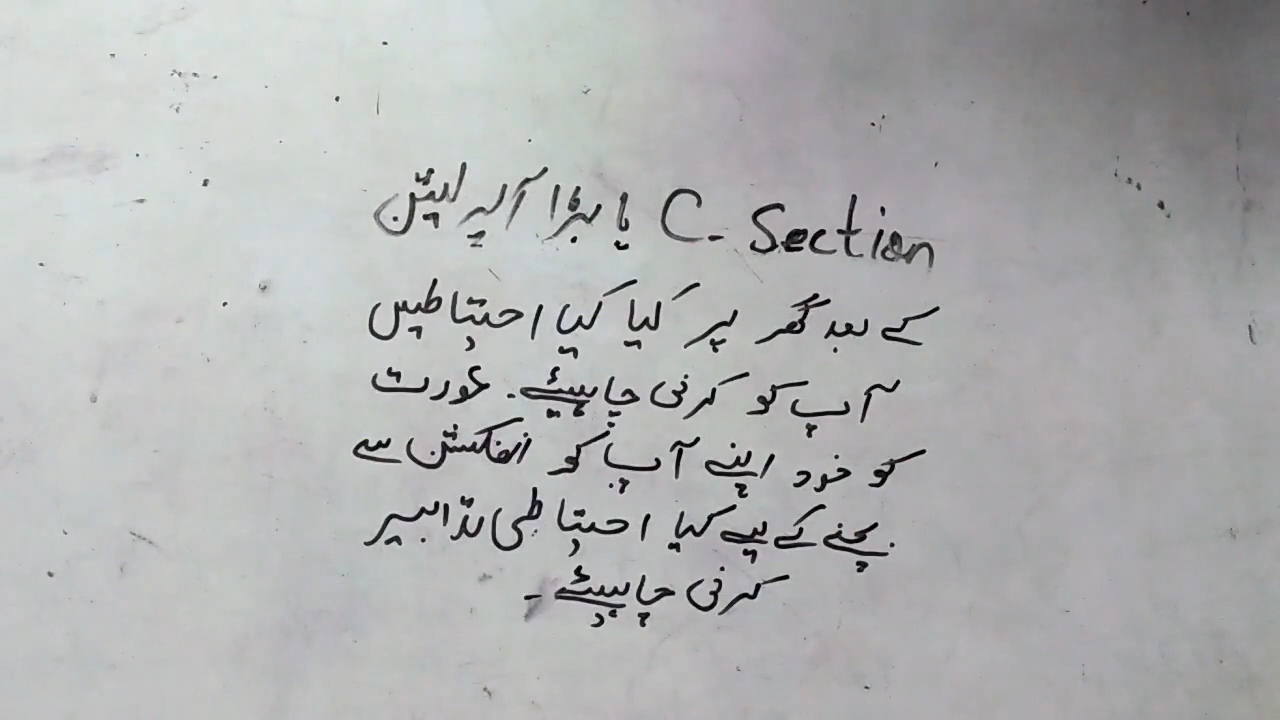 C-Section یا بڑا آپریشن
کے بعد گھر پر کیا کیا احتیاطیں
آپ کو کرنی چاہیئے۔ عورت
کو خود اپنے آپ کو انفکشن سے
بچنے کے لیے کیا احتیاطی تدابیر
کرنی چاہیئے۔